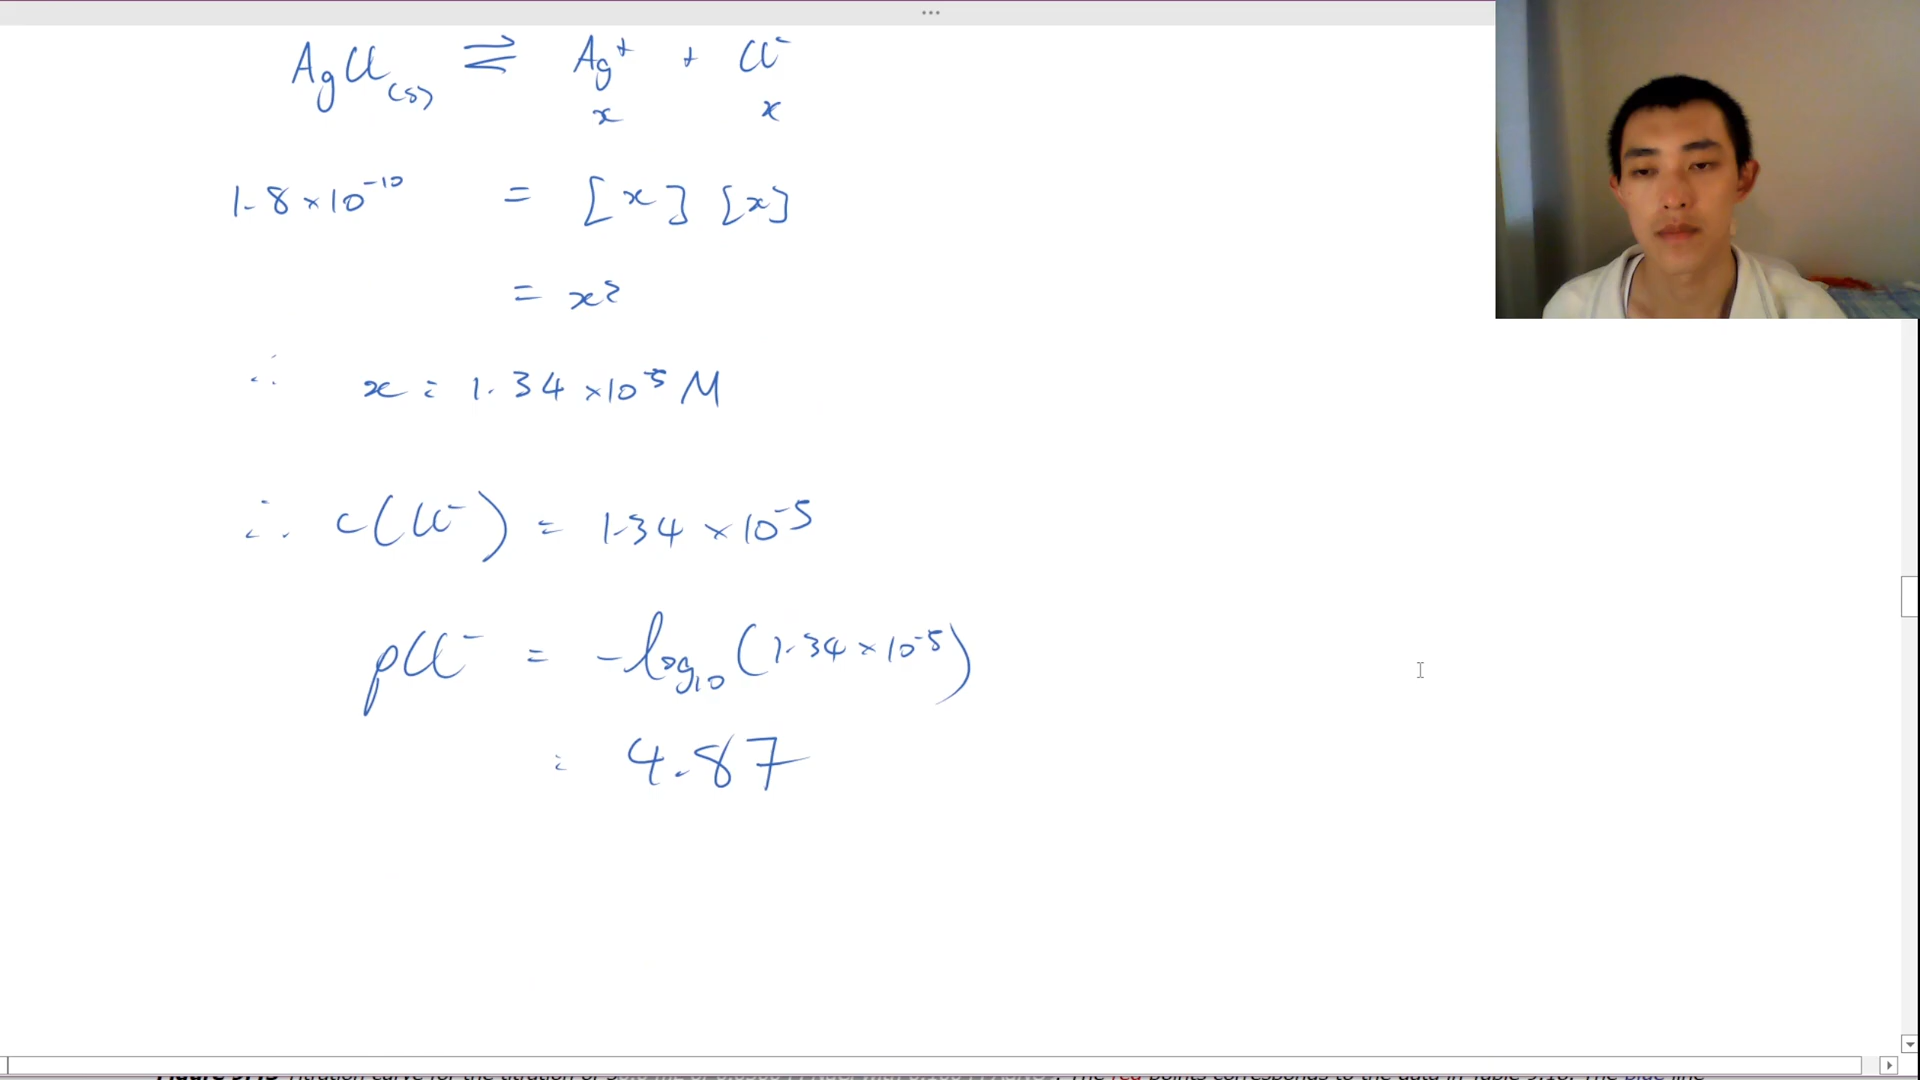 AgCl(s) ⇌ Ag⁺ + Cl⁻
x x
1.8 × 10⁻¹⁰ = [x] [x]
= x²
∴ x = 1.34 × 10⁻⁵ M
∴ c(Cl⁻) = 1.34 × 10⁻⁵
pCl⁻ = -log₁₀ (1.34 × 10⁻⁵)
= 4.87